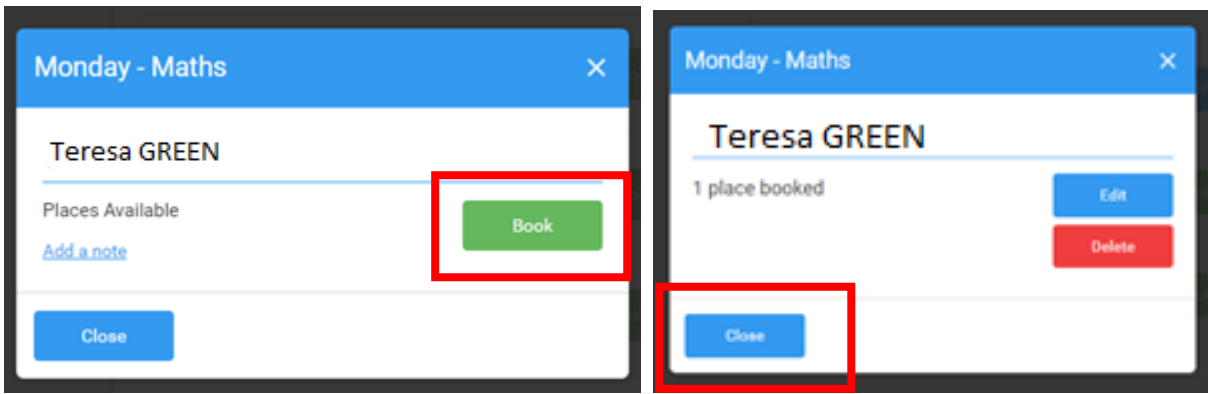 Monday - Maths
Teresa GREEN
Places Available
Book
Add a note
Close
Monday - Maths
Teresa GREEN
1 place booked
Edit
Delete
Close